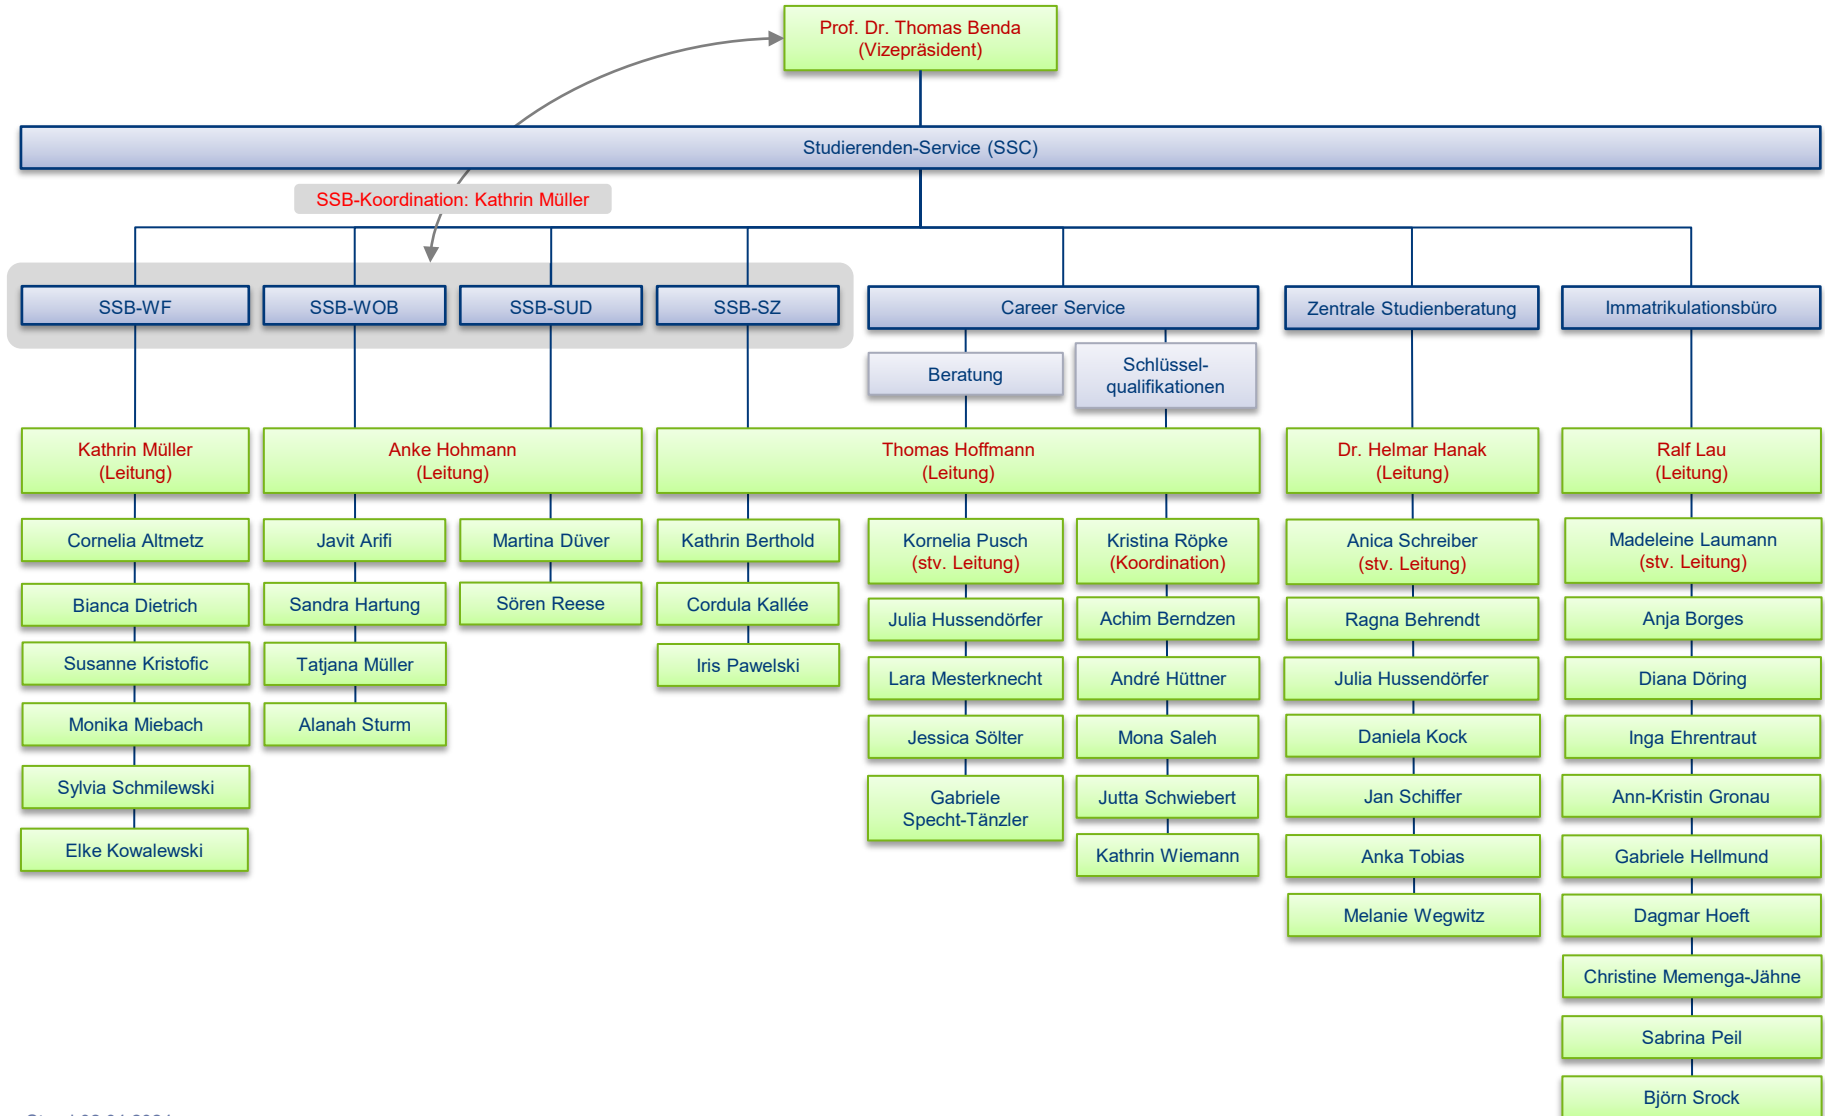 Prof. Dr. Thomas Benda
(Vizepräsident)
Studierenden-Service (SSC)
SSB-Koordination: Kathrin Müller
SSB-WF
SSB-WOB
SSB-SUD
SSB-SZ
Career Service
Zentrale Studienberatung
Immatrikulationsbüro
Beratung
Schlüssel-
qualifikationen
Kathrin Müller
(Leitung)
Anke Hohmann
(Leitung)
Thomas Hoffmann
(Leitung)
Dr. Helmar Hanak
(Leitung)
Ralf Lau
(Leitung)
Cornelia Altmetz
Bianca Dietrich
Susanne Kristofic
Monika Miebach
Sylvia Schmilewski
Elke Kowalewski
Javit Arifi
Sandra Hartung
Tatjana Müller
Alanah Sturm
Martina Düver
Sören Reese
Kathrin Berthold
Cordula Kallée
Iris Pawelski
Kornelia Pusch
(stv. Leitung)
Julia Hussendörfer
Lara Mesterknecht
Jessica Sölter
Gabriele
Specht-Tänzler
Kristina Röpke
(Koordination)
Achim Berndzen
André Hüttner
Mona Saleh
Jutta Schwiebert
Kathrin Wiemann
Anica Schreiber
(stv. Leitung)
Ragna Behrendt
Julia Hussendörfer
Daniela Kock
Jan Schiffer
Anka Tobias
Melanie Wegwitz
Madeleine Laumann
(stv. Leitung)
Anja Borges
Diana Döring
Inga Ehrentraut
Ann-Kristin Gronau
Gabriele Hellmund
Dagmar Hoeft
Christine Memenga-Jähne
Sabrina Peil
Björn Srock